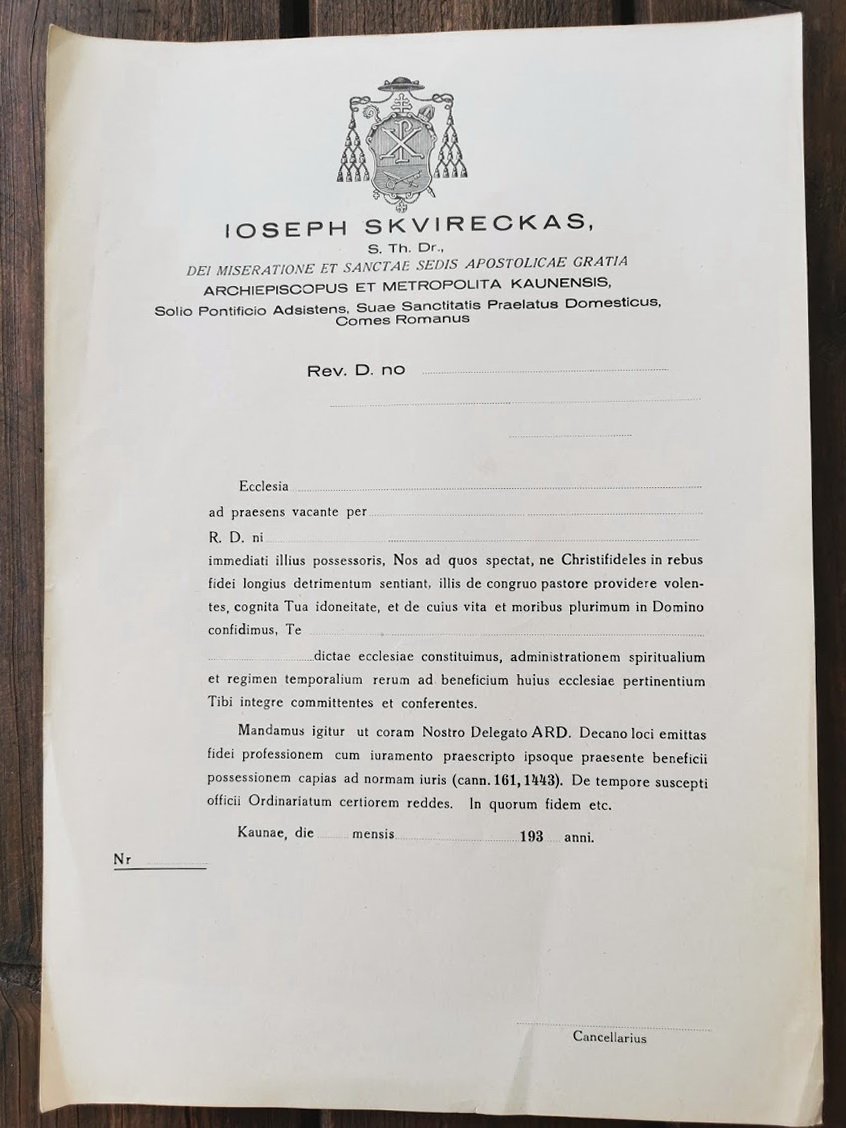 IOSEPH SKVIRECKAS,
S. Th. Dr.,
DEI MISERATIONE ET SANCTAE SEDIS APOSTOLICAE GRATIA
ARCHIEPISCOPUS ET METROPOLITA KAUNENSIS,
Solio Pontificio Adsistens, Suae Sanctitatis Praelatus Domesticus,
Comes Romanus
Rev. D. no
Ecclesia
ad praesens vacante per
R. D. ni
immediati illius possessoris, Nos ad quos spectat, ne Christifideles in rebus
fidei longius detrimentum sentiant, illis de congruo pastore providere volen-
tes, cognita Tua idoneitate, et de cuius vita et moribus plurimum in Domino
confidimus, Te
dictae ecclesiae constituimus, administrationem spiritualium
et regimen temporalium rerum ad beneficium huius ecclesiae pertinentium
Tibi integre committentes et conferentes.
Mandamus igitur ut coram Nostro Delegato ARD. Decano loci emittas
fidei professionem cum iuramento praescripto ipsoque praesente beneficii
possessionem capias ad normam iuris (cann. 161, 1443). De tempore suscepti
officii Ordinariatum certiorem reddes. In quorum fidem etc.
Kaunae, die mensis 193 anni.
Nr
Cancellarius